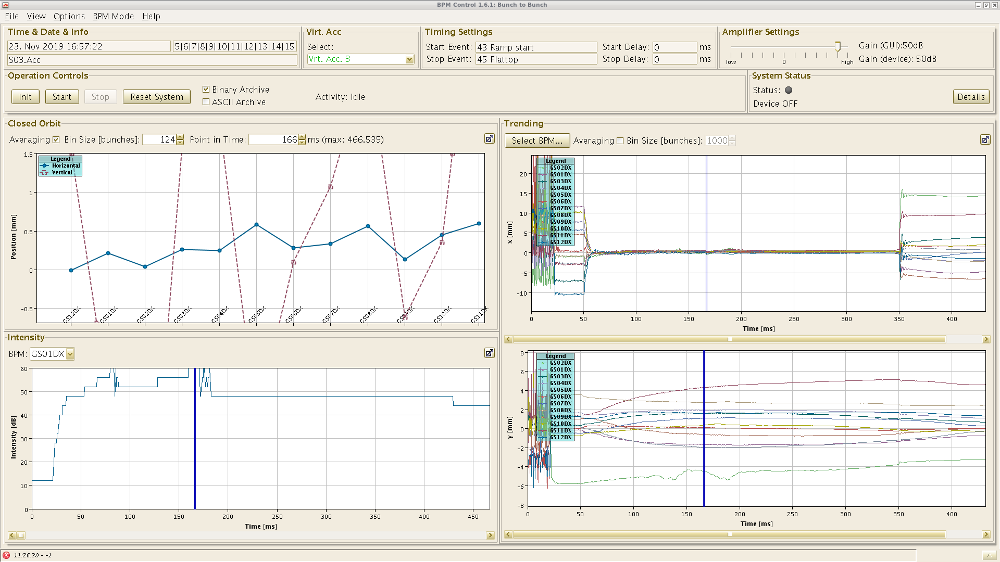 BPM Control 1.6.1: Bunch to Bunch
File View Options BPM Mode Help
Time & Date & Info
23. Nov 2019 16:57:22
5|6|7|8|9|10|11|12|13|14|15
S03.Acc
Virt. Acc
Select:
Vrt. Acc. 3
Timing Settings
Start Event: 43 Ramp start Start Delay: 0 ms
Stop Event: 45 Flattop Stop Delay: 0 ms
Amplifier Settings
low 0 high
Gain (GUI):50dB
Gain (device): 50dB
Operation Controls
Init Start Stop Reset System
Binary Archive
ASCII Archive
Activity: Idle
System Status
Status:
Device OFF
Details
Closed Orbit
Averaging Bin Size [bunches]: 124 Point in Time: 166 ms (max: 466.535)
Legend
Horizontal
Vertical
Position [mm]
1.5
1
0.5
0
-0.5
GS12DX GS01DX GS02DX GS03DX GS04DX GS05DX GS06DX GS07DX GS08DX GS09DX GS10DX GS11DX
Intensity
BPM: GS01DX
Intensity [dB]
60
50
40
30
20
10
0
0 50 100 150 200 250 300 350 400 450
Time [ms]
Trending
Select BPM... Averaging Bin Size [bunches]: 1000
Legend
GS02DX
GS01DX
GS03DX
GS04DX
GS05DX
GS06DX
GS07DX
GS08DX
GS09DX
GS10DX
GS11DX
GS12DX
x [mm]
20
15
10
5
0
-5
-10
0 50 100 150 200 250 300 350 400
Time [ms]
Legend
GS02DX
GS01DX
GS03DX
GS04DX
GS05DX
GS06DX
GS07DX
GS08DX
GS09DX
GS10DX
GS11DX
GS12DX
y [mm]
8
6
4
2
0
-2
-4
-6
-8
0 50 100 150 200 250 300 350 400
Time [ms]
11:26:20 - -1